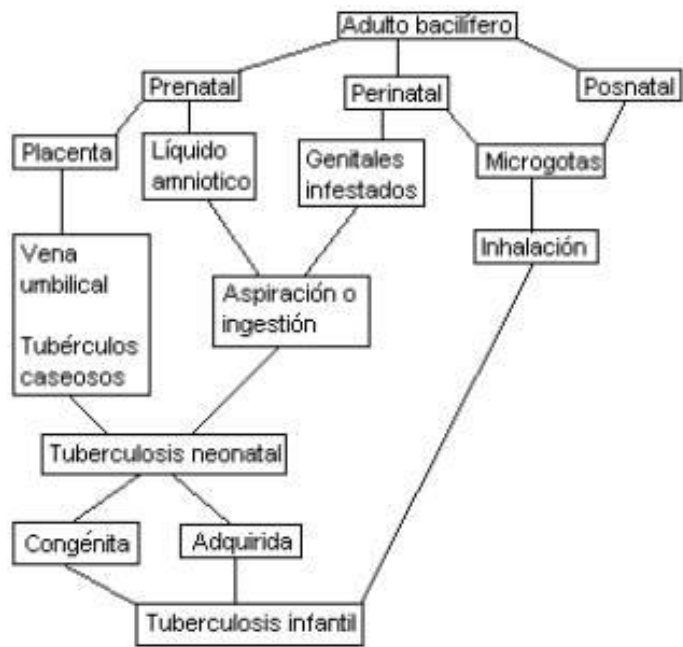 Adulto bacilífero
Prenatal
Perinatal
Posnatal
Placenta
Líquido
amniotico
Genitales
infestados
Microgotas
Vena
umbilical
Tubérculos
caseosos
Inhalación
Aspiración o
ingestión
Tuberculosis neonatal
Congénita
Adquirida
Tuberculosis infantil